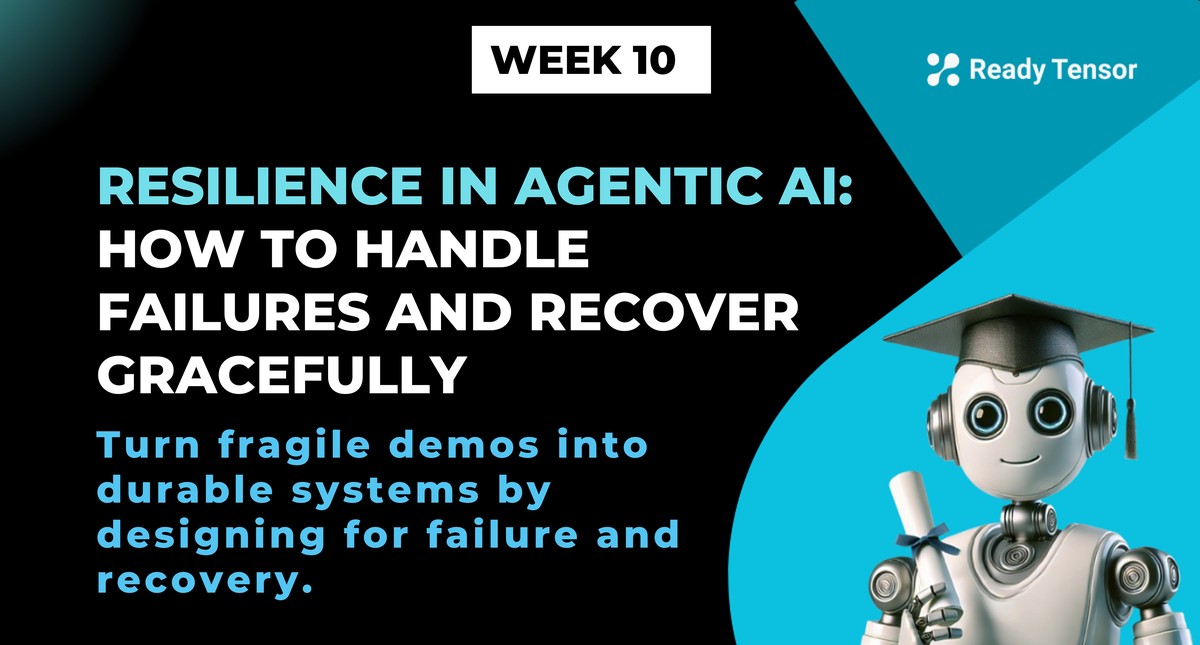 WEEK 10
Ready Tensor
RESILIENCE IN AGENTIC AI:
HOW TO HANDLE
FAILURES AND RECOVER
GRACEFULLY
Turn fragile demos into
durable systems by
designing for failure and
recovery.